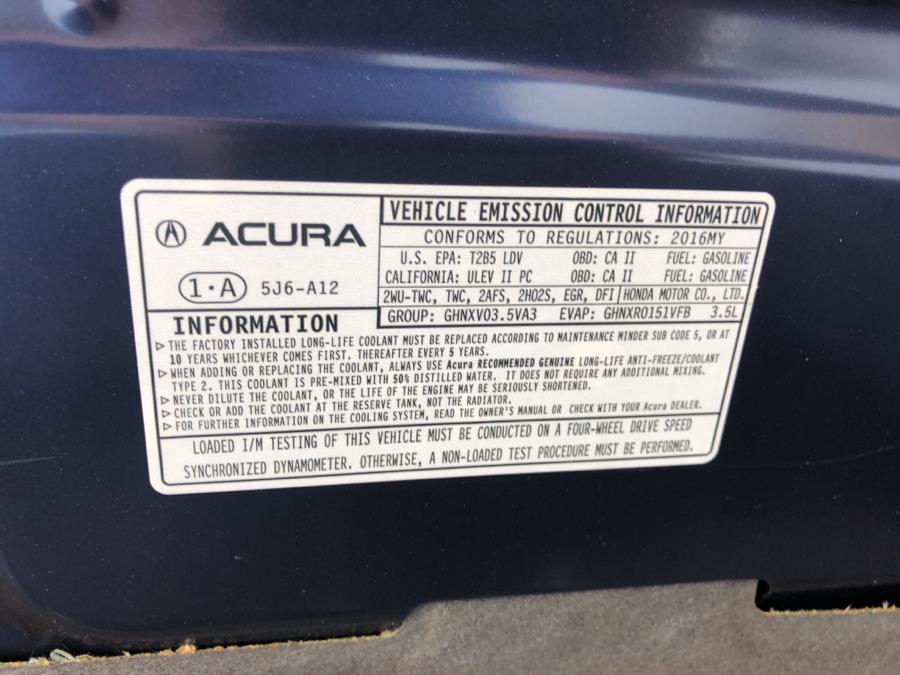 ACURA
1·A 5J6-A12
VEHICLE EMISSION CONTROL INFORMATION
CONFORMS TO REGULATIONS: 2016MY
U.S. EPA: T2B5 LDV OBD: CA II FUEL: GASOLINE
CALIFORNIA: ULEV II PC OBD: CA II FUEL: GASOLINE
2WU-TWC, TWC, 2AFS, 2HO2S, EGR, DFI HONDA MOTOR CO., LTD.
GROUP: GHNXV03.5VA3 EVAP: GHNXR0151VFB 3.5L
INFORMATION
▷ THE FACTORY INSTALLED LONG-LIFE COOLANT MUST BE REPLACED ACCORDING TO MAINTENANCE MINDER SUB CODE 5, OR AT
10 YEARS WHICHEVER COMES FIRST. THEREAFTER EVERY 5 YEARS.
▷ WHEN ADDING OR REPLACING THE COOLANT, ALWAYS USE Acura RECOMMENDED GENUINE LONG-LIFE ANTI-FREEZE/COOLANT
TYPE 2. THIS COOLANT IS PRE-MIXED WITH 50% DISTILLED WATER. IT DOES NOT REQUIRE ANY ADDITIONAL MIXING.
▷ NEVER DILUTE THE COOLANT, OR THE LIFE OF THE ENGINE MAY BE SERIOUSLY SHORTENED.
▷ CHECK OR ADD THE COOLANT AT THE RESERVE TANK, NOT THE RADIATOR.
▷ FOR FURTHER INFORMATION ON THE COOLING SYSTEM, READ THE OWNER'S MANUAL OR CHECK WITH YOUR Acura DEALER.
LOADED I/M TESTING OF THIS VEHICLE MUST BE CONDUCTED ON A FOUR-WHEEL DRIVE SPEED
SYNCHRONIZED DYNAMOMETER. OTHERWISE, A NON-LOADED TEST PROCEDURE MUST BE PERFORMED.